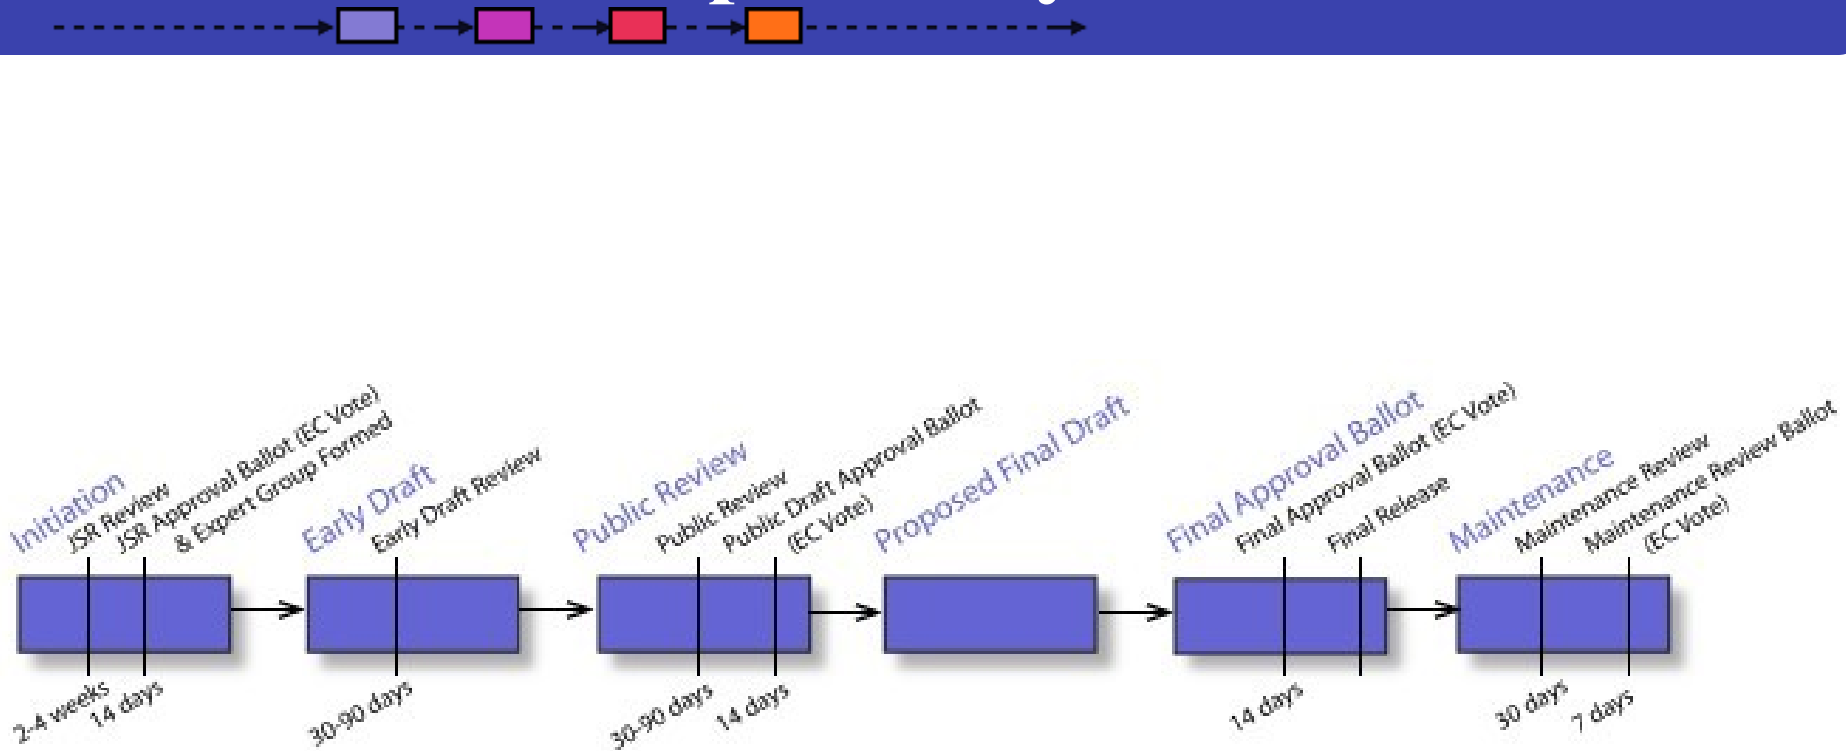 Initiation
JSR Review
JSR Approval Ballot (EC Vote)
& Expert Group Formed
2-4 weeks
14 days
Early Draft
Early Draft Review
30-90 days
Public Review
Public Review
Public Draft Approval Ballot
(EC Vote)
30-90 days
14 days
Proposed Final Draft
Final Approval Ballot
Final Approval Ballot (EC Vote)
Final Release
14 days
Maintenance
Maintenance Review
Maintenance Review Ballot
(EC Vote)
30 days
7 days